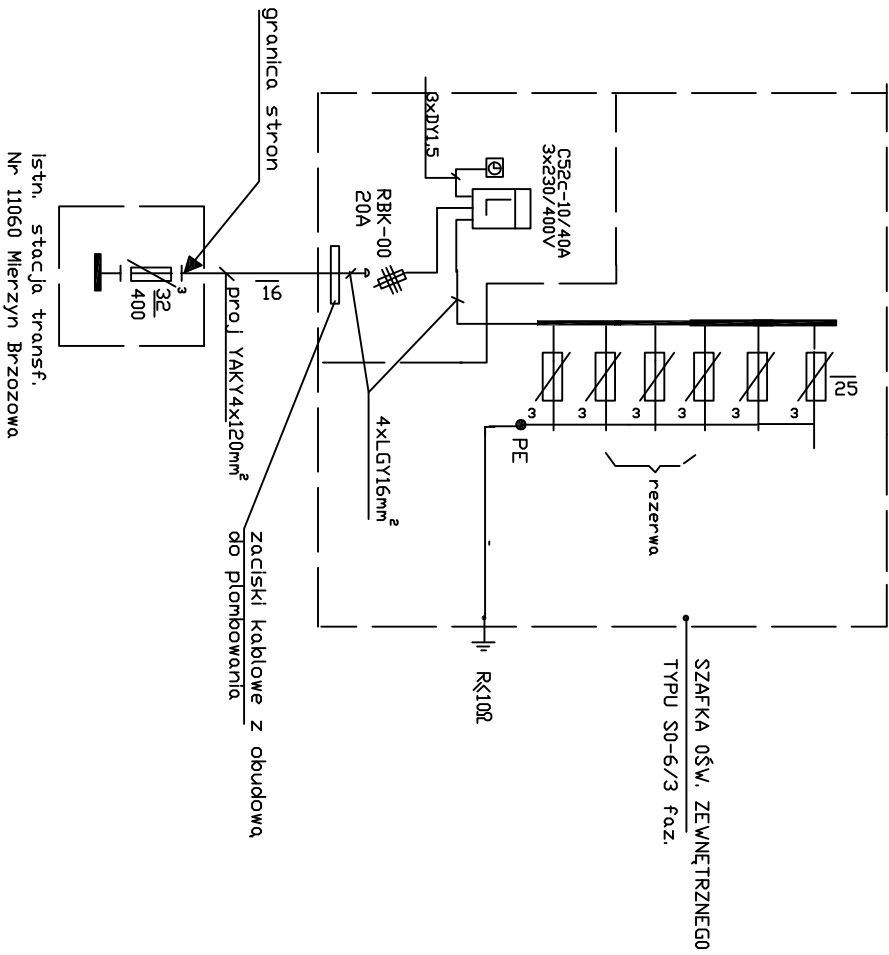 SZAFKA OŚW. ZEWNĘTRZNEGO
TYPU SO-6/3 faz.
25
3
3
3
3
3
3
PE
rezerwa
R≤10Ω
C52c-10/40A
3x230/400V
3xDY1,5
RBK-00
20A
4xLGY16mm²
zaciski kablowe z obudową
do plombowania
16
proj YAKY4x120mm²
granica stron
3
32
400
istn. stacja transf.
Nr 11060 Mierzyn Brzozowa